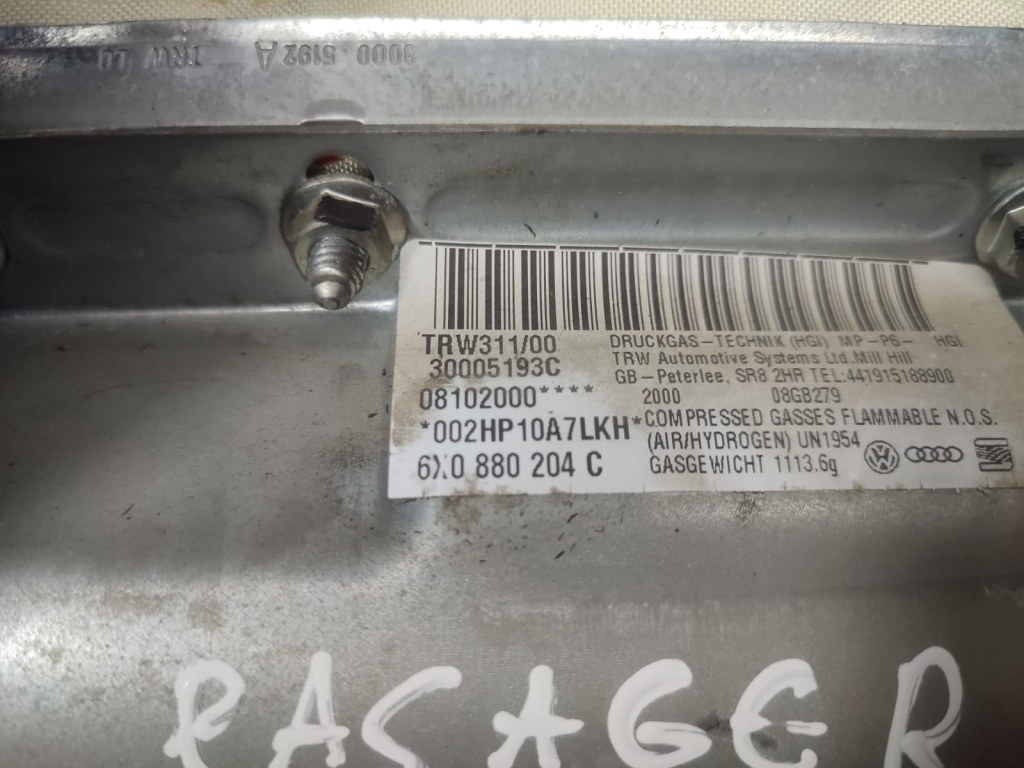 TRW LU 3000 5192 A
TRW311/00
30005193C
08102000****
*002HP10A7LKH*
6X0 880 204 C
DRUCKGAS-TECHNIK (HGI) MP-P6- HGI
TRW Automotive Systems Ltd.Mill Hill
GB-Peterlee, SR8 2HR TEL:441915188900
2000 08GB279
COMPRESSED GASSES FLAMMABLE N.O.S.
(AIR/HYDROGEN) UN1954
GASGEWICHT 1113.6g
PASAGER